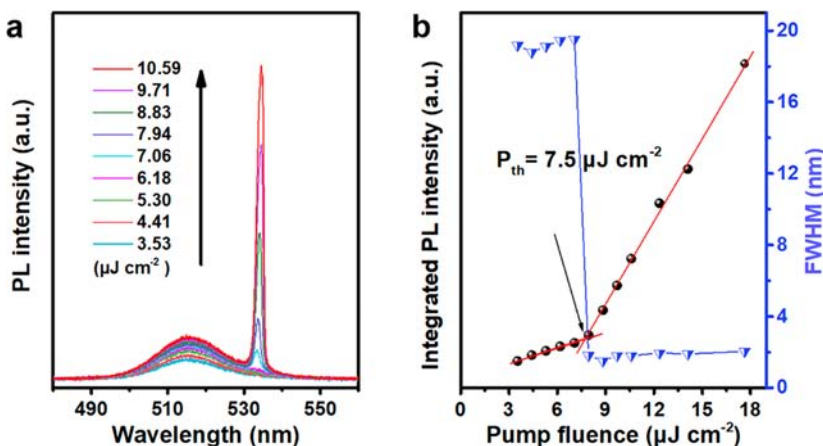 a
PL intensity (a.u.)
10.59
9.71
8.83
7.94
7.06
6.18
5.30
4.41
3.53
(μJ cm-2 )
490 510 530 550
Wavelength (nm)
b
Integrated PL intensity (a.u.)
Pth= 7.5 μJ cm-2
20
16
12
8
4
0
FWHM (nm)
0 3 6 9 12 15 18
Pump fluence (μJ cm-2)